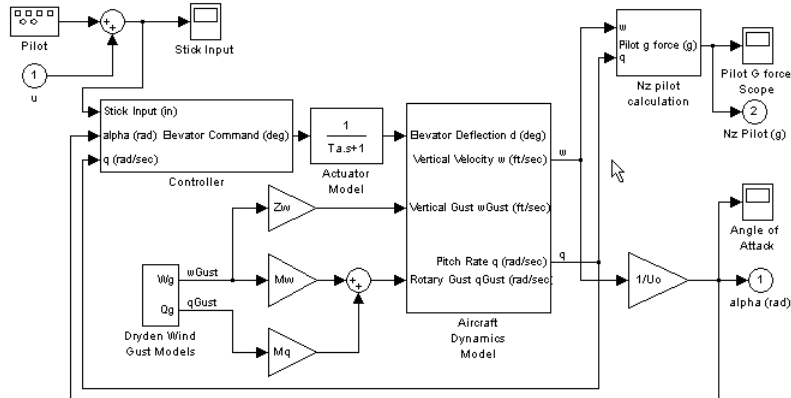 Pilot
+
+
Stick Input
1
u
w
Pilot g force (g)
q
Nz pilot
calculation
Pilot G force
Scope
2
Nz Pilot (g)
Stick Input (in)
alpha (rad)
Elevator Command (deg)
q (rad/sec)
Controller
1
Ta.s+1
Actuator
Model
Elevator Deflection d (deg)
Vertical Velocity w (ft/sec)
w
Vertical Gust wGust (ft/sec)
Pitch Rate q (rad/sec)
q
Rotary Gust qGust (rad/sec)
Aircraft
Dynamics
Model
Zw
Wg
wGust
Mw
+
+
Qg
qGust
Mq
Dryden Wind
Gust Models
1/Uo
Angle of
Attack
1
alpha (rad)